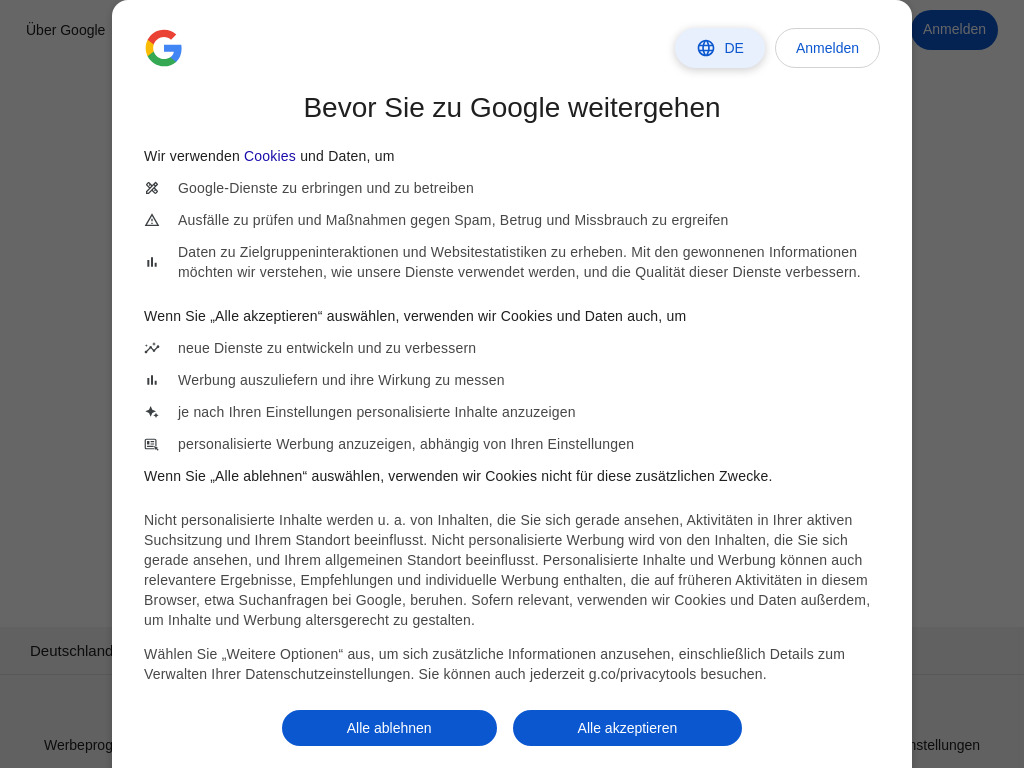 Über Google
DE
Anmelden
Anmelden
Bevor Sie zu Google weitergehen
Wir verwenden Cookies und Daten, um
Google-Dienste zu erbringen und zu betreiben
Ausfälle zu prüfen und Maßnahmen gegen Spam, Betrug und Missbrauch zu ergreifen
Daten zu Zielgruppeninteraktionen und Websitestatistiken zu erheben. Mit den gewonnenen Informationen
möchten wir verstehen, wie unsere Dienste verwendet werden, und die Qualität dieser Dienste verbessern.
Wenn Sie „Alle akzeptieren“ auswählen, verwenden wir Cookies und Daten auch, um
neue Dienste zu entwickeln und zu verbessern
Werbung auszuliefern und ihre Wirkung zu messen
je nach Ihren Einstellungen personalisierte Inhalte anzuzeigen
personalisierte Werbung anzuzeigen, abhängig von Ihren Einstellungen
Wenn Sie „Alle ablehnen“ auswählen, verwenden wir Cookies nicht für diese zusätzlichen Zwecke.
Nicht personalisierte Inhalte werden u. a. von Inhalten, die Sie sich gerade ansehen, Aktivitäten in Ihrer aktiven
Suchsitzung und Ihrem Standort beeinflusst. Nicht personalisierte Werbung wird von den Inhalten, die Sie sich
gerade ansehen, und Ihrem allgemeinen Standort beeinflusst. Personalisierte Inhalte und Werbung können auch
relevantere Ergebnisse, Empfehlungen und individuelle Werbung enthalten, die auf früheren Aktivitäten in diesem
Browser, etwa Suchanfragen bei Google, beruhen. Sofern relevant, verwenden wir Cookies und Daten außerdem,
um Inhalte und Werbung altersgerecht zu gestalten.
Wählen Sie „Weitere Optionen“ aus, um sich zusätzliche Informationen anzusehen, einschließlich Details zum
Verwalten Ihrer Datenschutzeinstellungen. Sie können auch jederzeit g.co/privacytools besuchen.
Deutschland
Alle ablehnen
Alle akzeptieren
Werbeprog
nstellungen